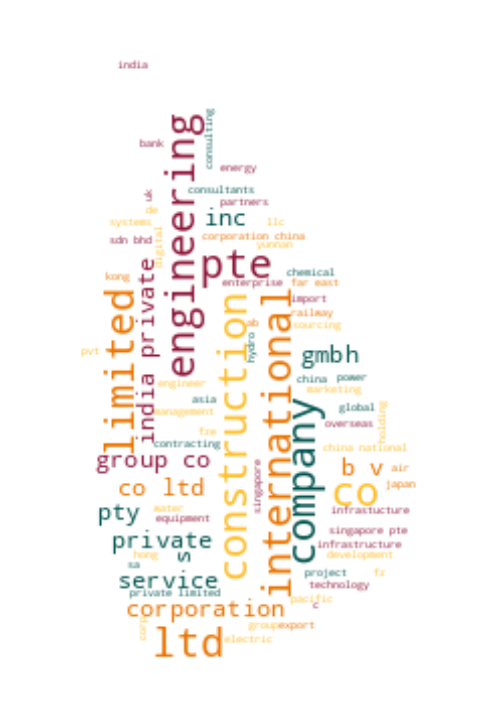 india
engineering
consulting
bank
energy
consultants
uk
partners
de
inc
llc
systems
digital
sdn bhd
corporation china
yunnan
pte
kong
india private
chemical
enterprise
far east
limited
construction
international
import
railway
ab
sourcing
hydro
pvt
gmbh
engineer
china
power
marketing
asia
company
management
global
holding
overseas
fze
contracting
china national
group co
singapore
b v
air
co ltd
co
japan
pty
water
equipment
infrastucture
private
singapore pte
s
hong
infrastructure
development
sa
service
project
fz
technology
private limited
pacific
c
corporation
corp
group
export
ltd
electric